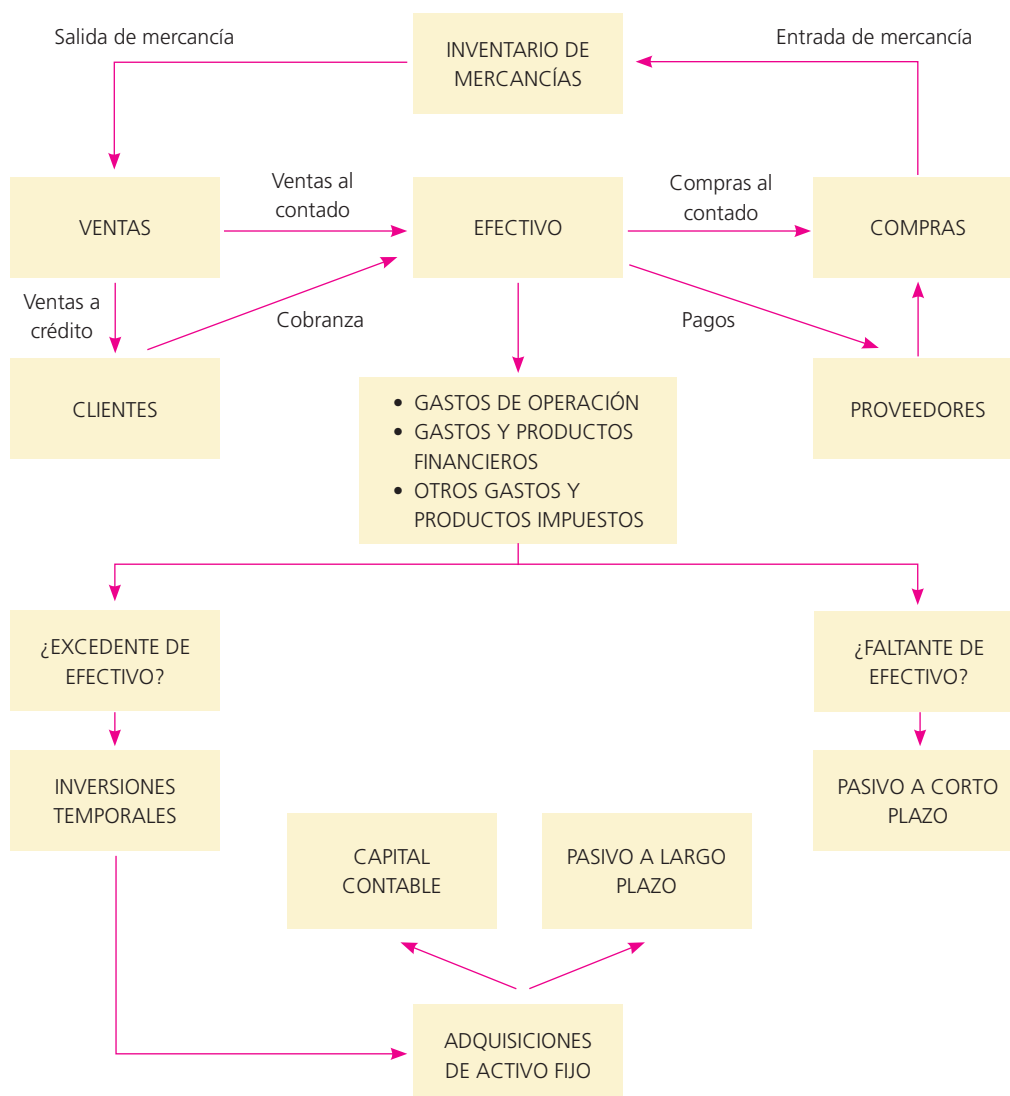 Salida de mercancía
INVENTARIO DE
MERCANCÍAS
Entrada de mercancía
VENTAS
Ventas al
contado
EFECTIVO
Compras al
contado
COMPRAS
Ventas a
crédito
Cobranza
Pagos
CLIENTES
• GASTOS DE OPERACIÓN
• GASTOS Y PRODUCTOS
FINANCIEROS
• OTROS GASTOS Y
PRODUCTOS IMPUESTOS
PROVEEDORES
¿EXCEDENTE DE
EFECTIVO?
¿FALTANTE DE
EFECTIVO?
INVERSIONES
TEMPORALES
PASIVO A CORTO
PLAZO
CAPITAL
CONTABLE
PASIVO A LARGO
PLAZO
ADQUISICIONES
DE ACTIVO FIJO